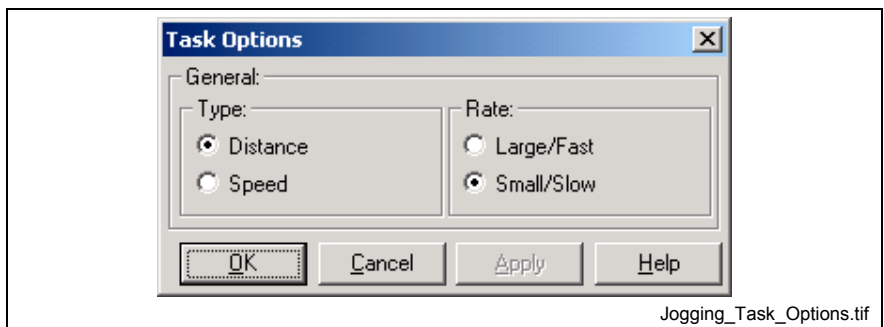 Task Options
General:
Type:
Rate:
Distance
Large/Fast
Speed
Small/Slow
OK
Cancel
Apply
Help
Jogging_Task_Options.tif